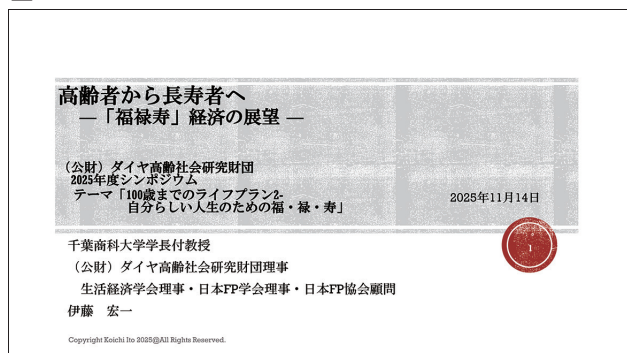 高齢者から長寿者へ
―「福禄寿」経済の展望 ―
（公財）ダイヤ高齢社会研究財団
2025年度シンポジウム
テーマ「100歳までのライフプラン2-
自分らしい人生のための福・禄・寿」
2025年11月14日
1
千葉商科大学学長付教授
（公財）ダイヤ高齢社会研究財団理事
生活経済学会理事・日本FP学会理事・日本FP協会顧問
伊藤　宏一
Copyright Koichi Ito 2025@All Rights Reserved.